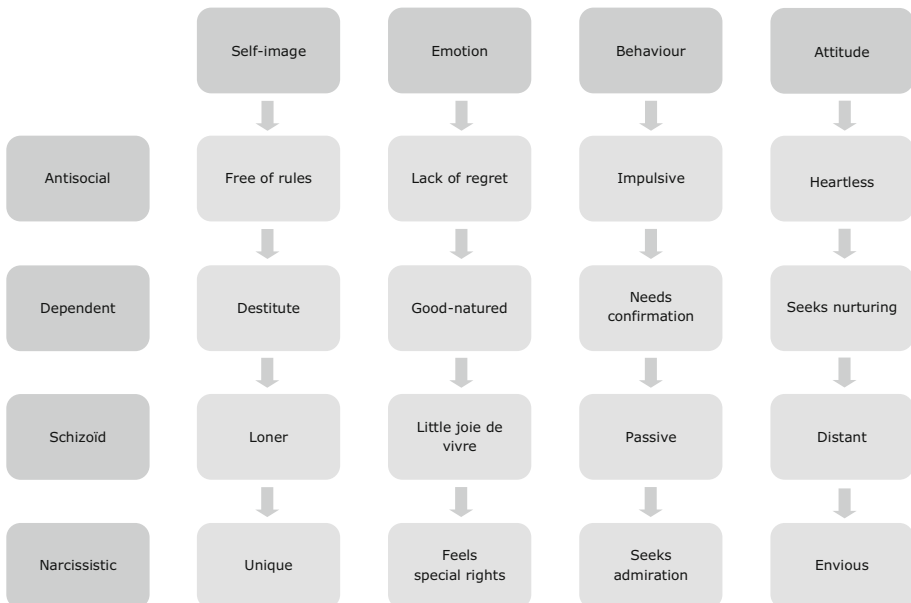 Self-image
Emotion
Behaviour
Attitude
Antisocial
Free of rules
Lack of regret
Impulsive
Heartless
Dependent
Destitute
Good-natured
Needs
confirmation
Seeks nurturing
Schizoïd
Loner
Little joie de
vivre
Passive
Distant
Narcissistic
Unique
Feels
special rights
Seeks
admiration
Envious